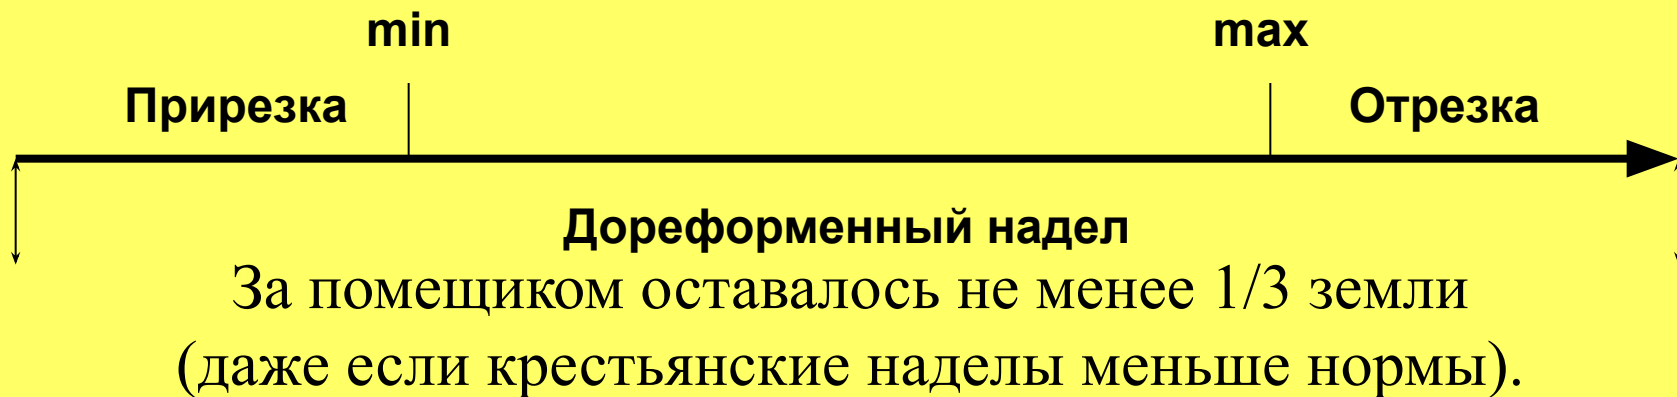 min max
Прирезка Отрезка
Дореформенный надел
За помещиком оставалось не менее 1/3 земли
(даже если крестьянские наделы меньше нормы).